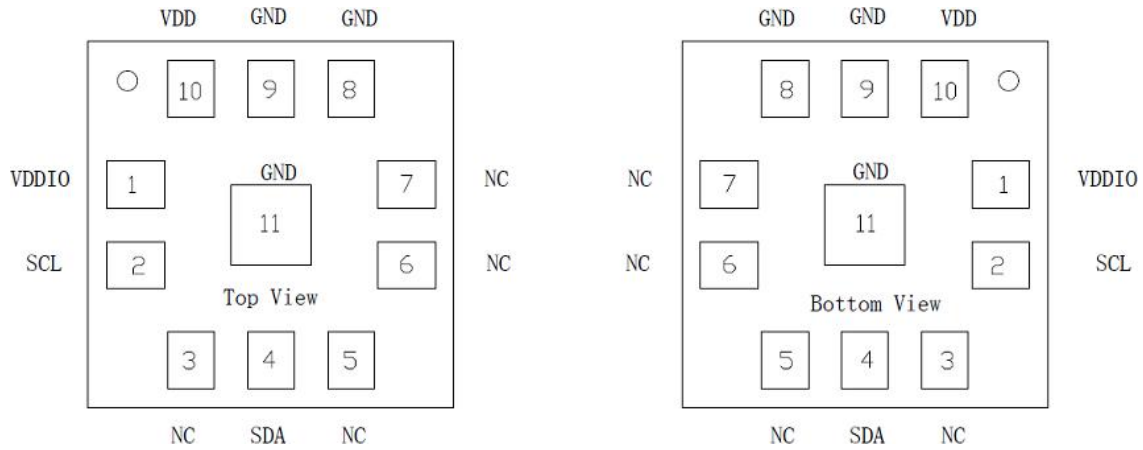 VDD GND GND
10 9 8
VDDIO 1 GND 7 NC
11
SCL 2 6 NC
Top View
3 4 5
NC SDA NC
GND GND VDD
8 9 10
NC 7 GND 1 VDDIO
11
NC 6 2 SCL
Bottom View
5 4 3
NC SDA NC